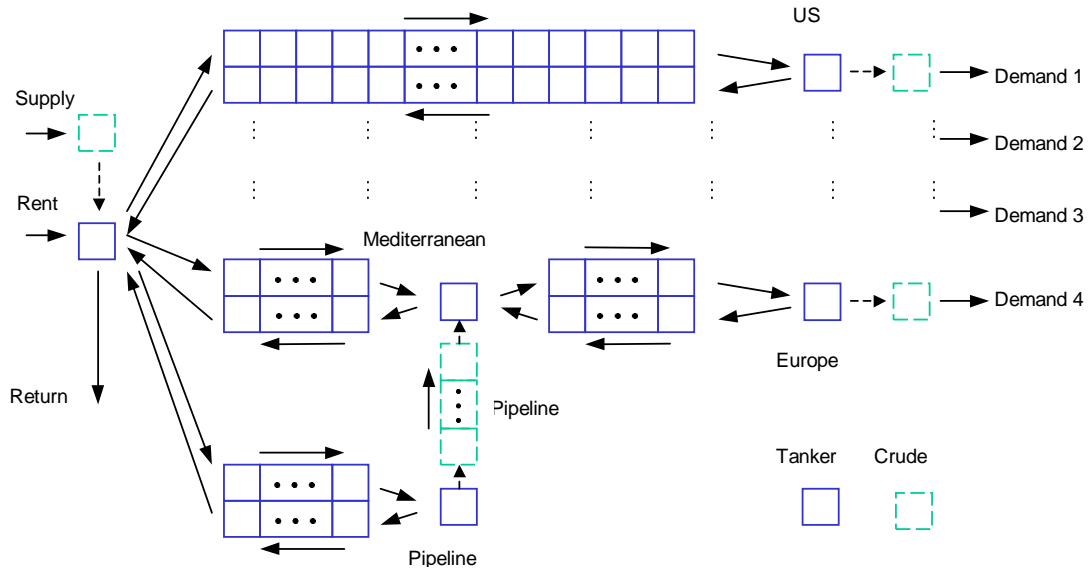 US
Demand 1
Supply
Demand 2
Rent
Demand 3
Mediterranean
Demand 4
Europe
Return
Pipeline
Tanker
Crude
Pipeline